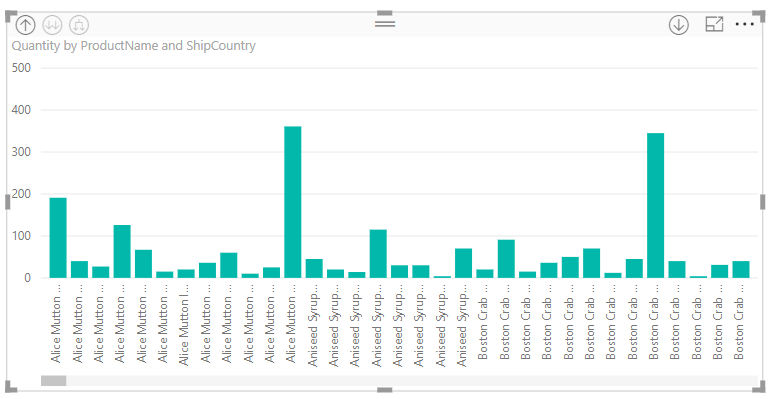 Quantity by ProductName and ShipCountry
500
400
300
200
100
0
Alice Mutton ...
Alice Mutton ...
Alice Mutton ...
Alice Mutton ...
Alice Mutton ...
Alice Mutton ...
Alice Mutton I...
Alice Mutton ...
Alice Mutton ...
Alice Mutton ...
Alice Mutton ...
Alice Mutton ...
Aniseed Syrup...
Aniseed Syrup...
Aniseed Syrup...
Aniseed Syrup...
Aniseed Syrup...
Aniseed Syrup...
Aniseed Syrup...
Aniseed Syrup...
Boston Crab ...
Boston Crab ...
Boston Crab ...
Boston Crab ...
Boston Crab ...
Boston Crab ...
Boston Crab ...
Boston Crab ...
Boston Crab ...
Boston Crab ...
Boston Crab ...
Boston Crab ...
Boston Crab ...